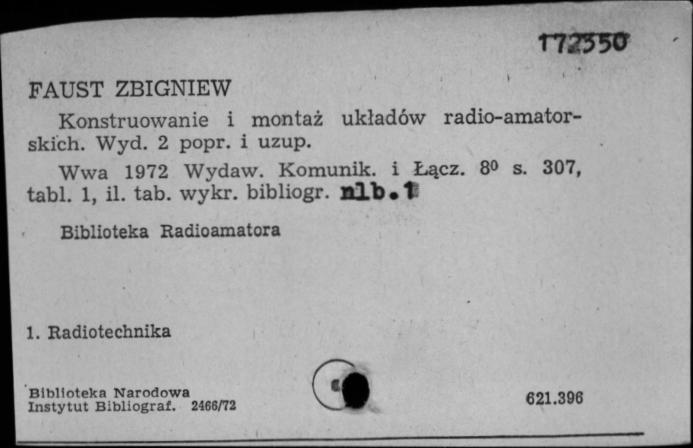 172350
FAUST ZBIGNIEW
Konstruowanie i montaż układów radio-amator-
skich. Wyd. 2 popr. i uzup.
Wwa 1972 Wydaw. Komunik. i Łącz. 8⁰ s. 307,
tabl. 1, il. tab. wykr. bibliogr. nlb.1
Biblioteka Radioamatora
1. Radiotechnika
Biblioteka Narodowa
Instytut Bibliograf. 2466/72
621.396